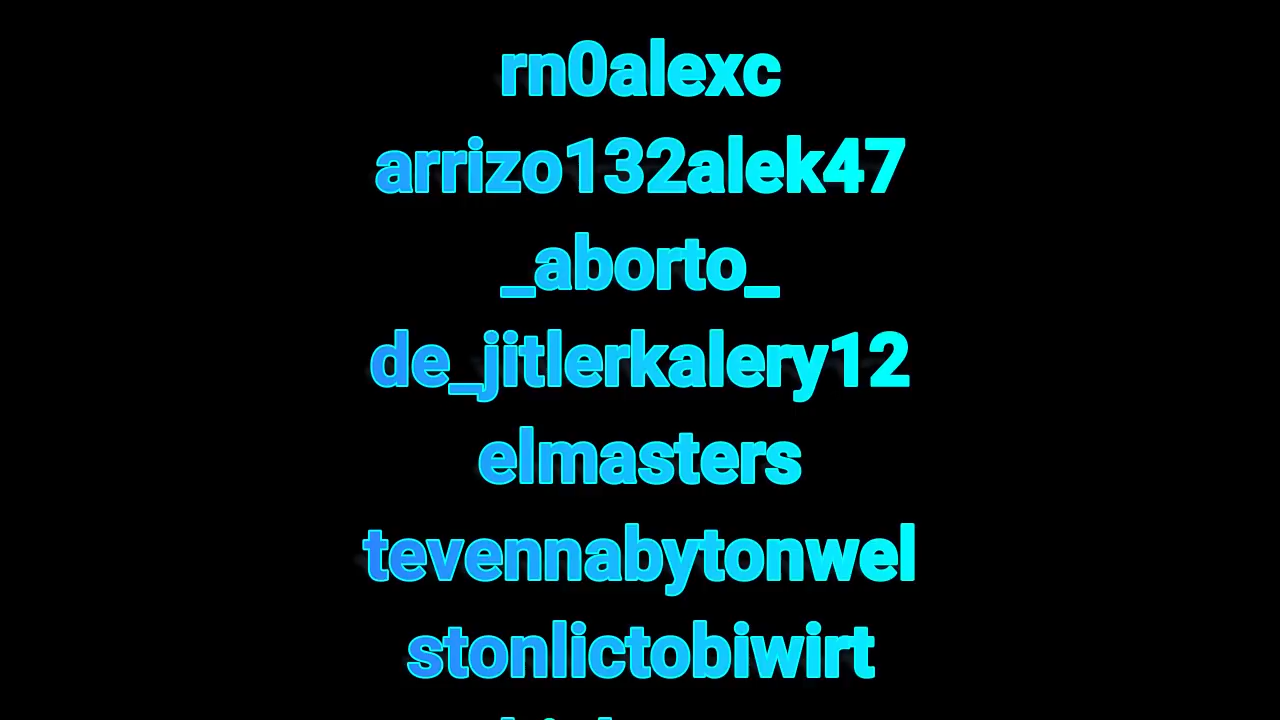 rn0alexc
arrizo132alek47
_aborto_
de_jitlerkalery12
elmasters
tevennabytonwel
stonlictobiwirt